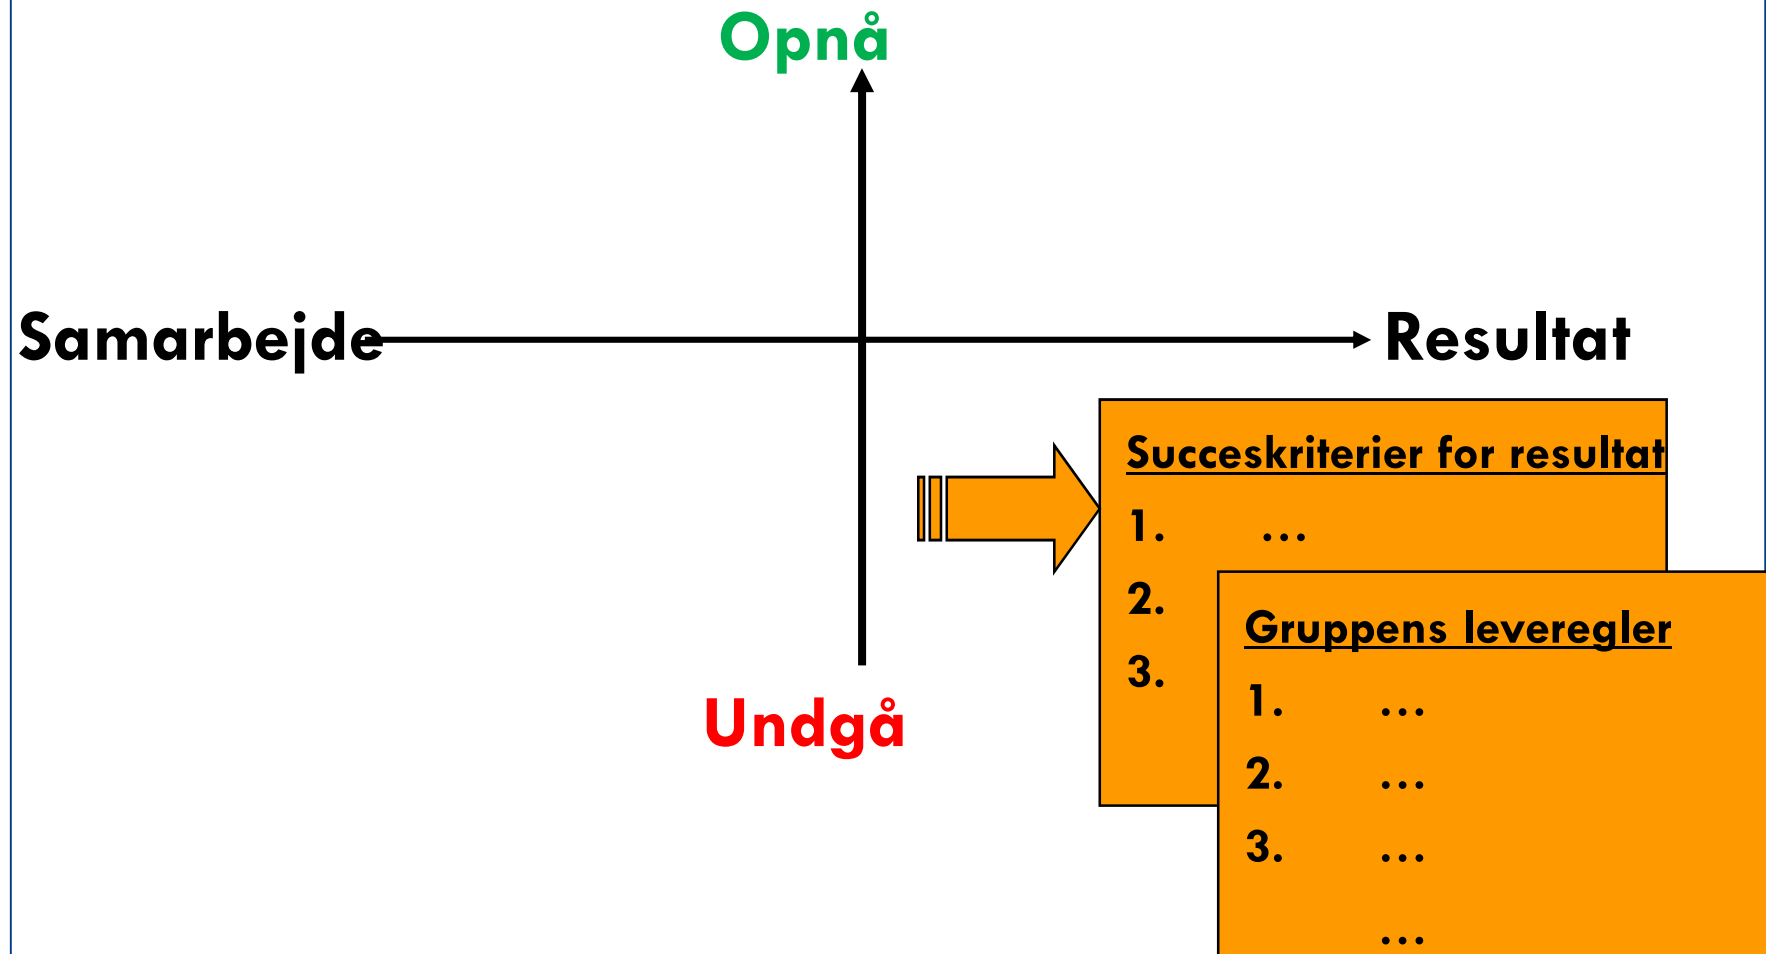 Opnå
Samarbejde
Resultat
Succeskriterier for resultat
1. ...
2.
3.
Undgå
Gruppens leveregler
1. ...
2. ...
3. ...
...